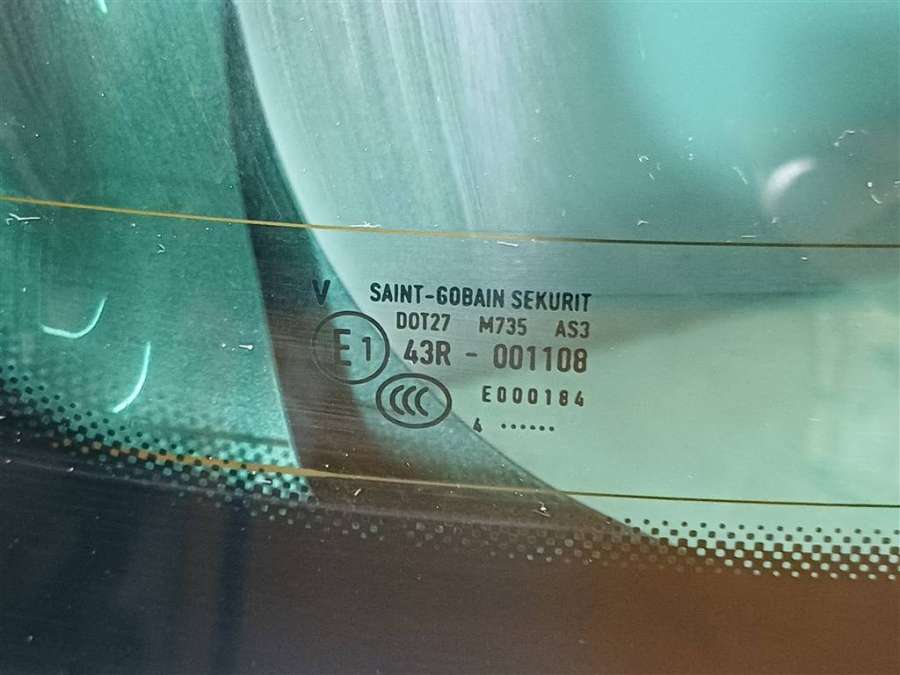 V SAINT-GOBAIN SEKURIT
DOT27 M735 AS3
E1 43R - 001108
CCC E000184
4 ······